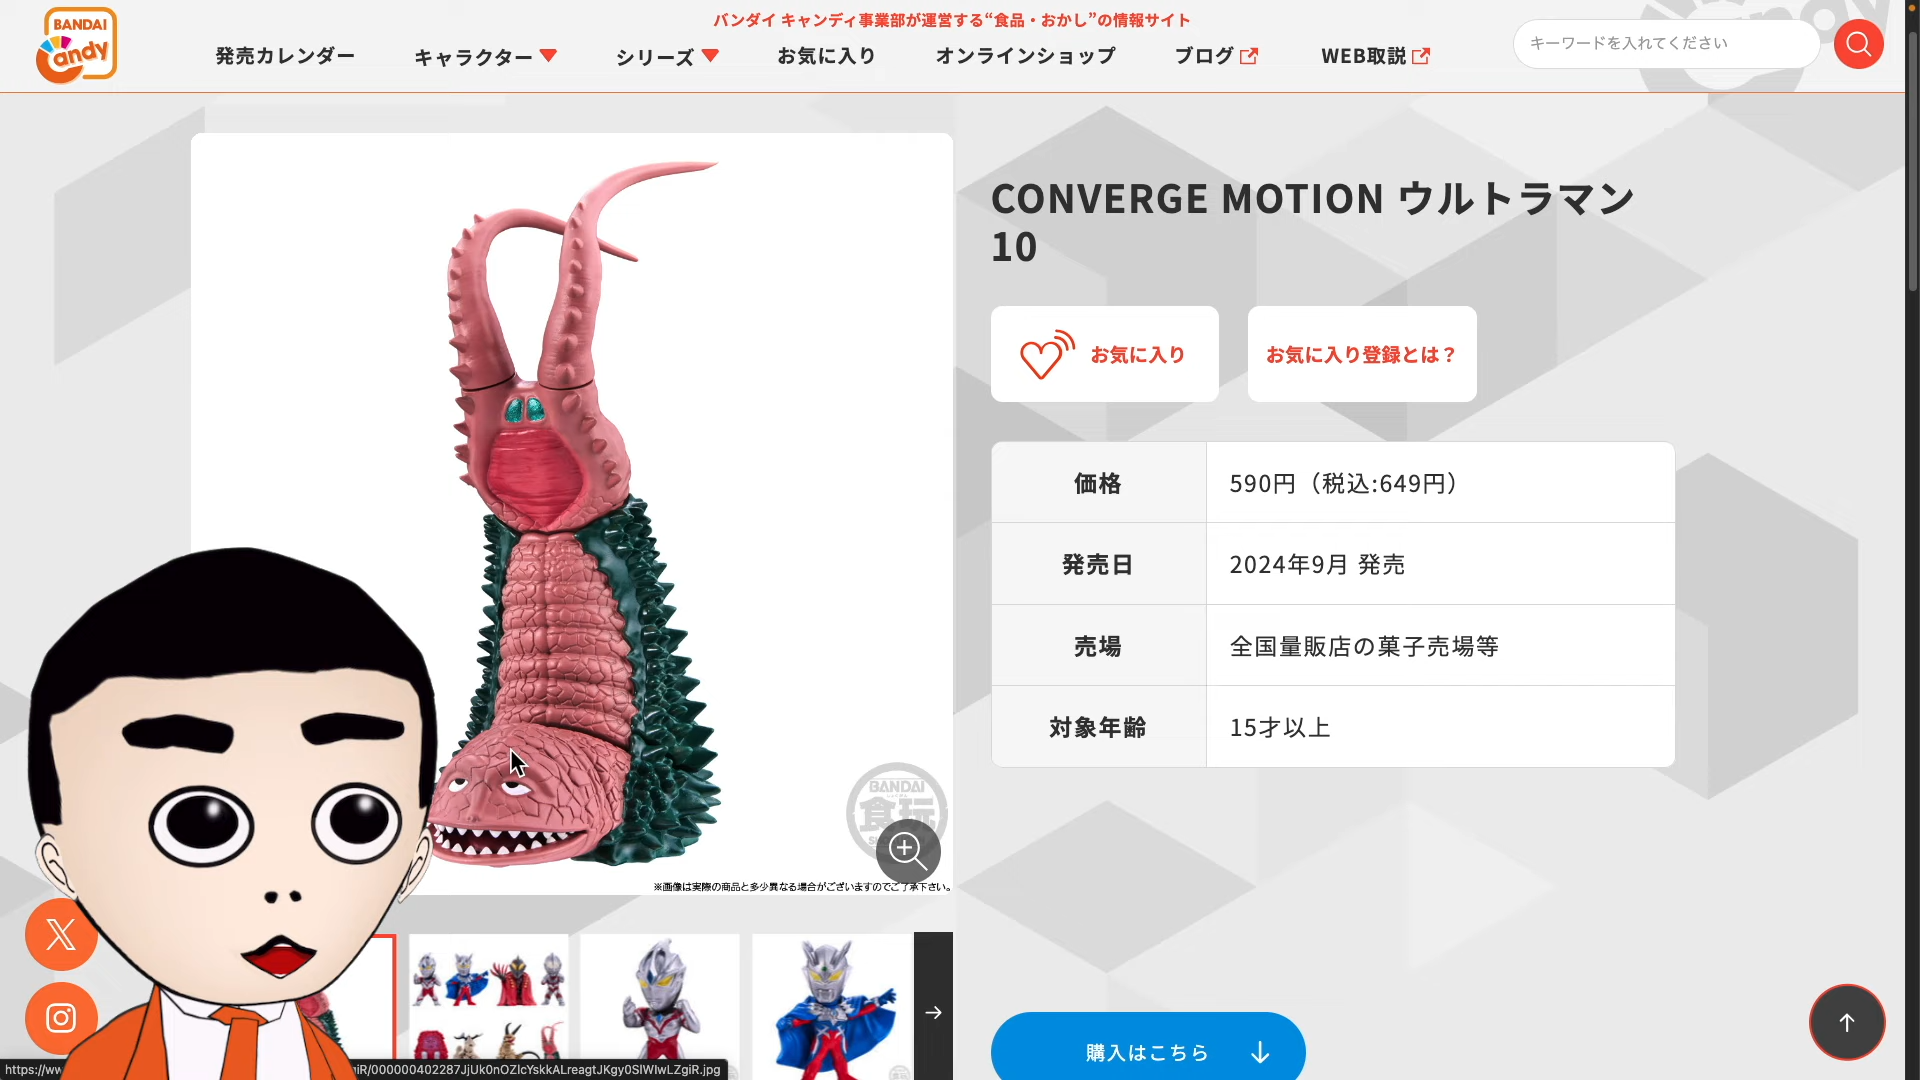 バンダイ キャンディ事業部が運営する“食品・おかし”の情報サイト
BANDAI
Candy
発売カレンダー
キャラクター
シリーズ
お気に入り
オンラインショップ
ブログ
WEB取説
キーワードを入れてください
CONVERGE MOTION ウルトラマン
10
お気に入り
お気に入り登録とは？
価格
590円（税込:649円）
発売日
2024年9月 発売
売場
全国量販店の菓子売場等
対象年齢
15才以上
BANDAI
食玩
※画像は実際の商品と多少異なる場合がございますのでご了承下さい。
購入はこちら
https://ww
giR/000000402287JjUk0nOZIcYskkALreagtJKgy0SIWIwLZgiR.jpg